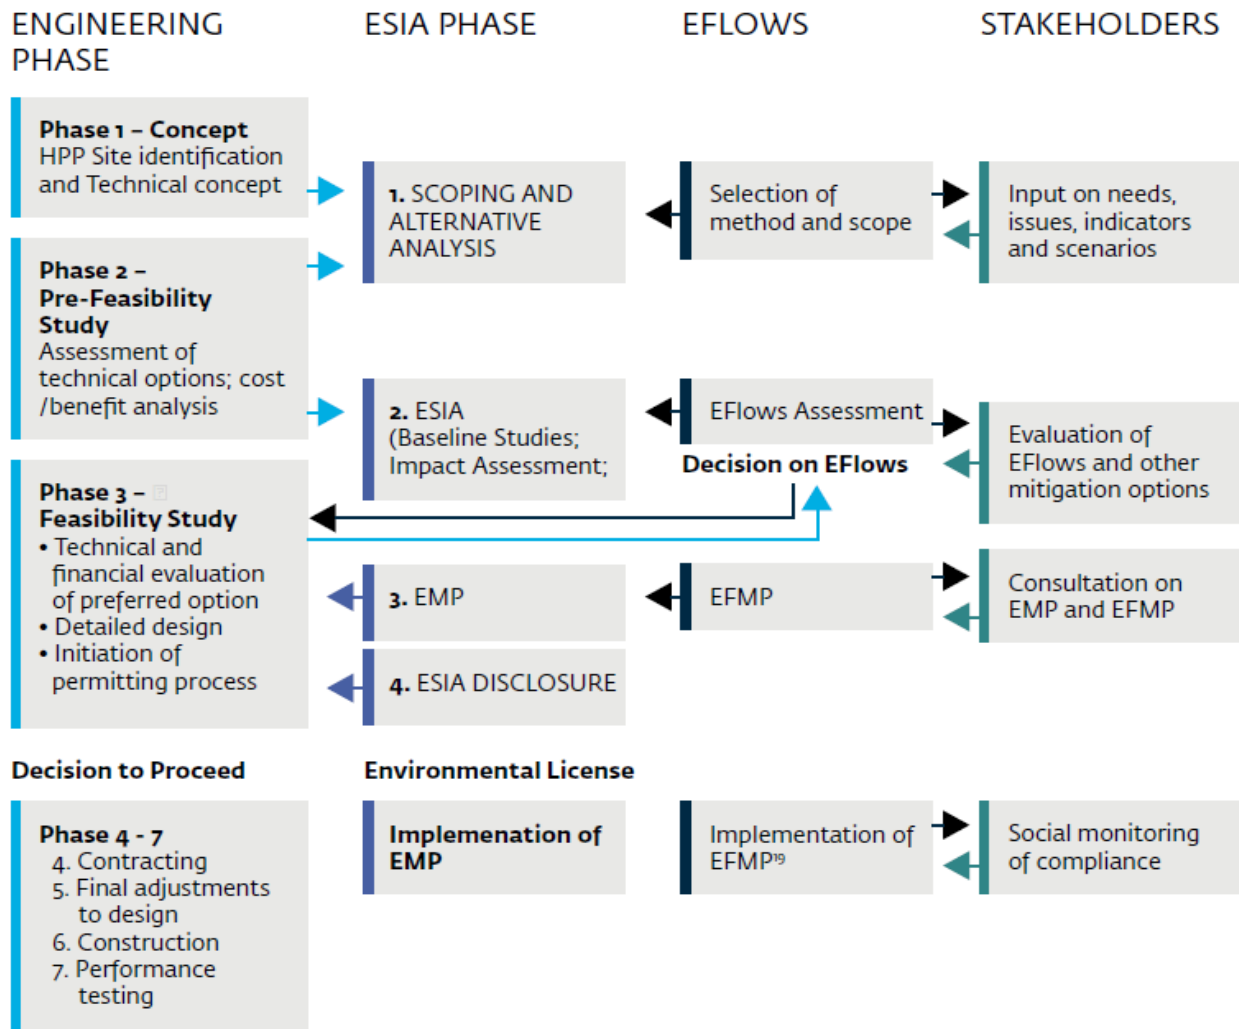 ENGINEERING
PHASE
ESIA PHASE
EFLOWS
STAKEHOLDERS
Phase 1 – Concept
HPP Site identification
and Technical concept
1. SCOPING AND
ALTERNATIVE
ANALYSIS
Selection of
method and scope
Input on needs,
issues, indicators
and scenarios
Phase 2 –
Pre-Feasibility
Study
Assessment of
technical options; cost
/benefit analysis
2. ESIA
(Baseline Studies;
Impact Assessment;
EFlows Assessment
Decision on EFlows
Evaluation of
EFlows and other
mitigation options
Phase 3 –
Feasibility Study
• Technical and
financial evaluation
of preferred option
• Detailed design
• Initiation of
permitting process
3. EMP
EFMP
Consultation on
EMP and EFMP
4. ESIA DISCLOSURE
Decision to Proceed
Environmental License
Phase 4 - 7
4. Contracting
5. Final adjustments
to design
6. Construction
7. Performance
testing
Implemenation of
EMP
Implementation of
EFMP¹⁹
Social monitoring
of compliance